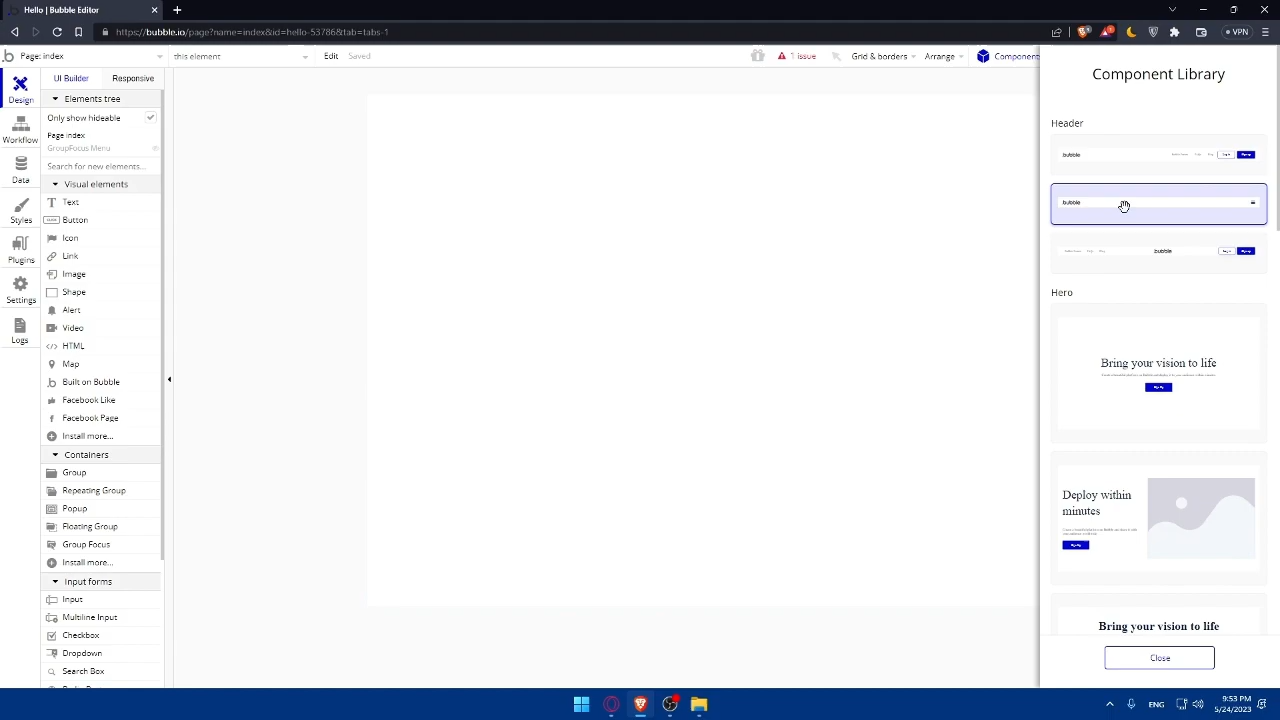 Hello | Bubble Editor
https://bubble.io/page?name=index&id=hello-53786&tab=tabs-1
VPN
Page: index
this element
Edit
Saved
1 issue
Grid & borders
Arrange
Component
UI Builder
Responsive
Design
Workflow
Data
Styles
Plugins
Settings
Logs
Elements tree
Only show hideable
Page index
GroupFocus Menu
Search for new elements...
Visual elements
Text
CLICK
Button
Icon
Link
Image
Shape
Alert
Video
HTML
Map
Built on Bubble
Facebook Like
Facebook Page
Install more...
Containers
Group
Repeating Group
Popup
Floating Group
Group Focus
Install more...
Input forms
Input
Multiline Input
Checkbox
Dropdown
Search Box
Component Library
Header
bubble
bubble
bubble
Hero
Bring your vision to life
Deploy within
minutes
Bring your vision to life
Close
ENG
9:53 PM
5/24/2023